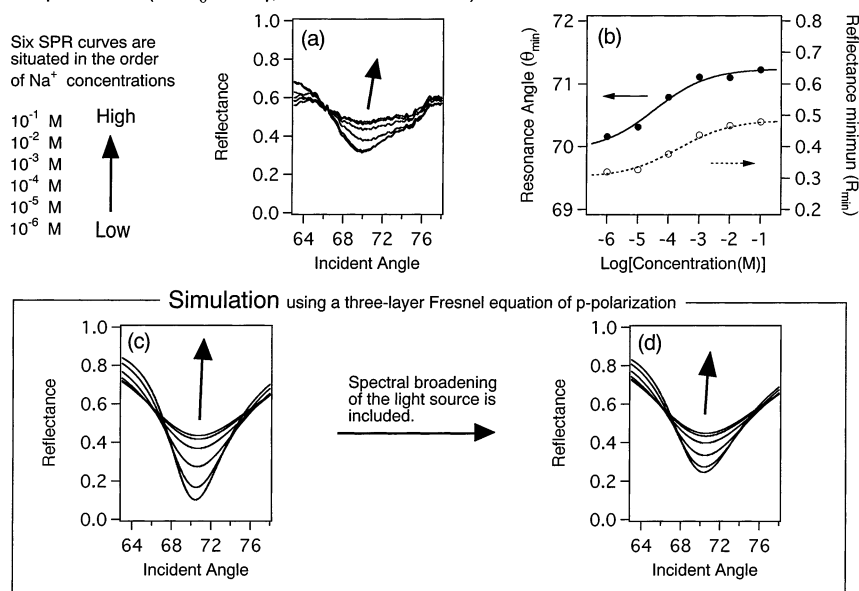 Six SPR curves are
situated in the order
of Na⁺ concentrations
10⁻¹ M High
10⁻² M
10⁻³ M
10⁻⁴ M
10⁻⁵ M
10⁻⁶ M Low
(a)
Reflectance
1.0
0.8
0.6
0.4
0.2
0.0
64 68 72 76
Incident Angle
(b)
Resonance Angle (θmin)
72
71
70
69
0.8
0.7
0.6
0.5
0.4
0.3
0.2
Reflectance minimun (Rmin)
-6 -5 -4 -3 -2 -1
Log[Concentration(M)]
Simulation using a three-layer Fresnel equation of p-polarization
(c)
Reflectance
1.0
0.8
0.6
0.4
0.2
0.0
64 68 72 76
Incident Angle
Spectral broadening
of the light source is
included.
(d)
Reflectance
1.0
0.8
0.6
0.4
0.2
0.0
64 68 72 76
Incident Angle